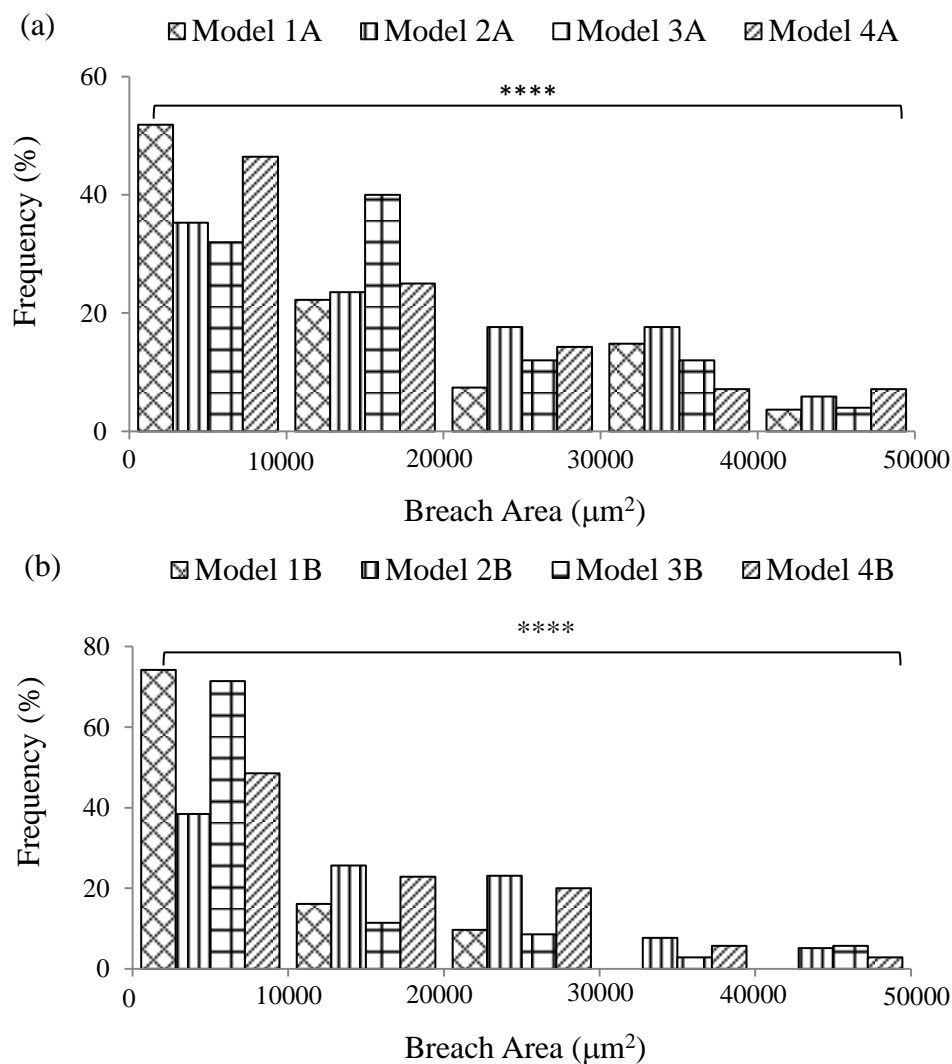 (a)
Model 1A Model 2A Model 3A Model 4A
****
60
40
20
0
Frequency (%)
0 10000 20000 30000 40000 50000
Breach Area (μm²)
(b)
Model 1B Model 2B Model 3B Model 4B
****
80
60
40
20
0
Frequency (%)
0 10000 20000 30000 40000 50000
Breach Area (μm²)